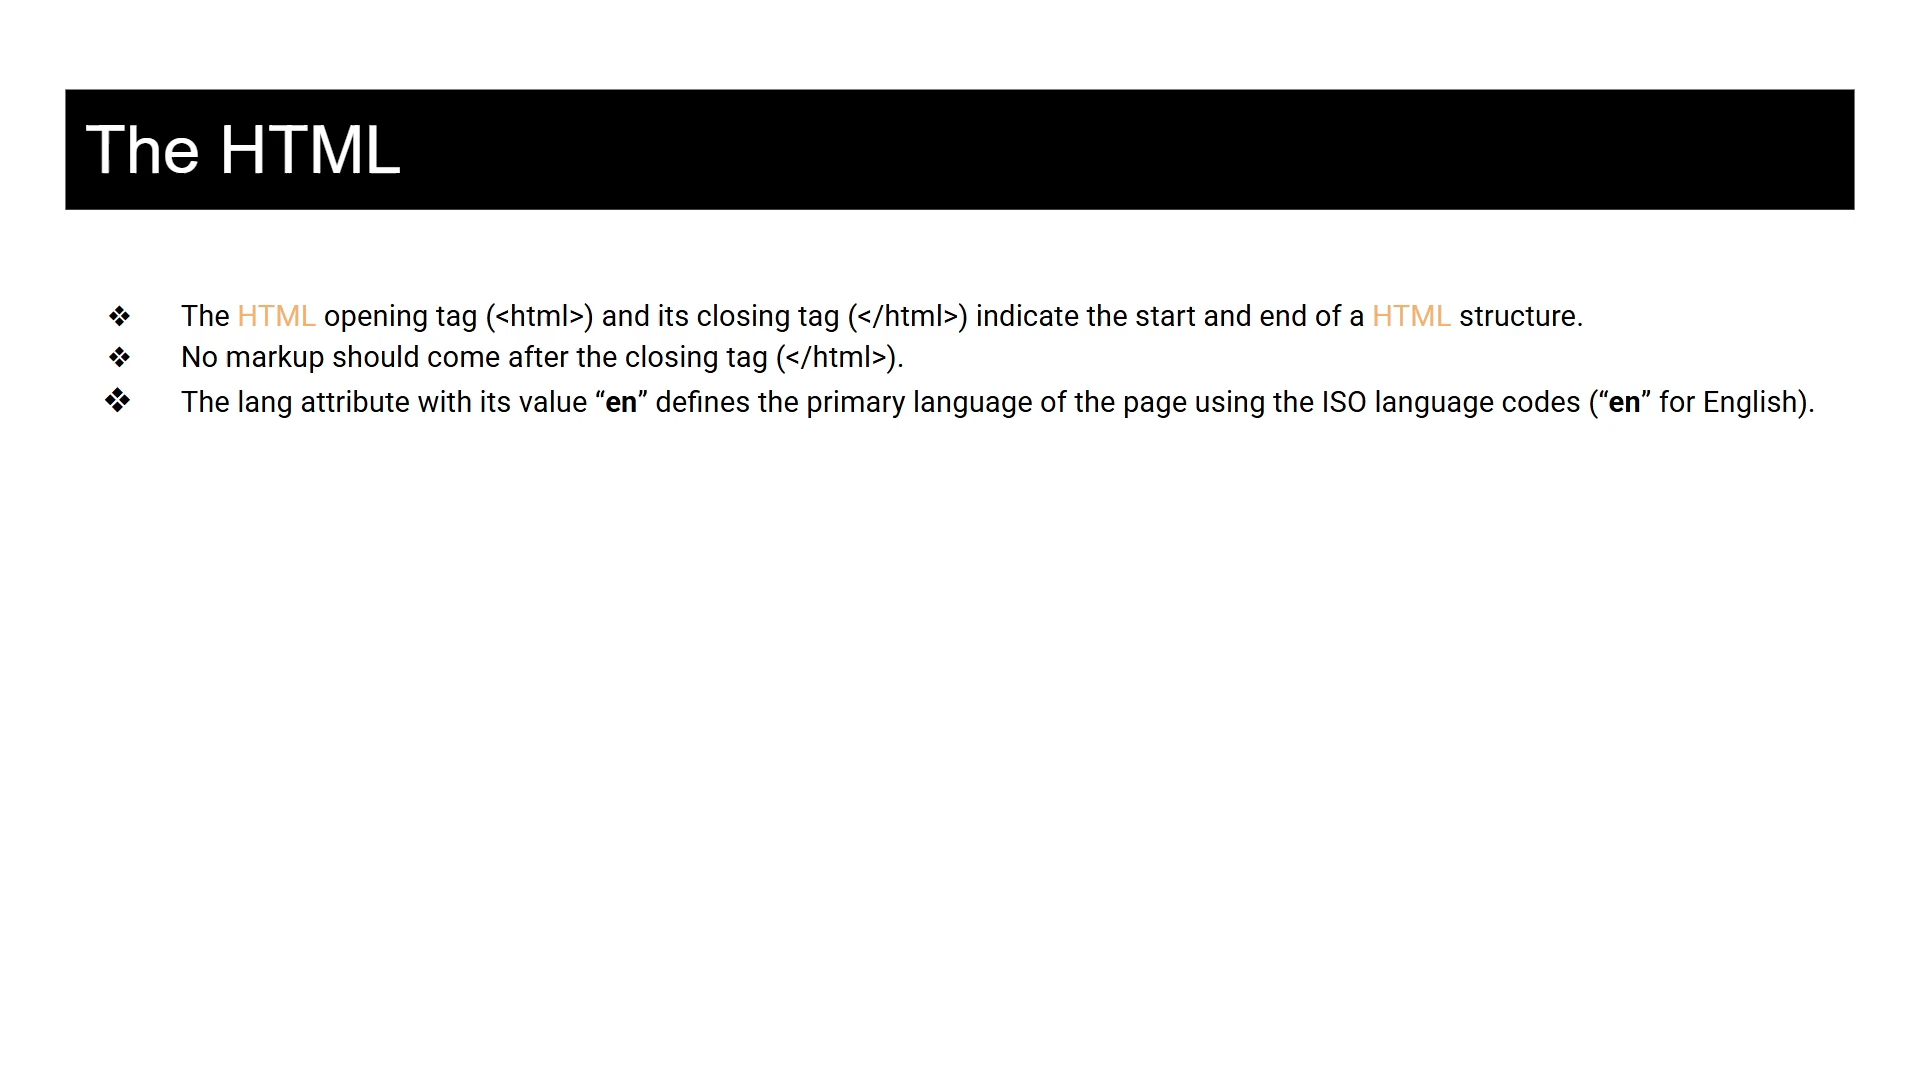 The HTML
❖ The HTML opening tag (<html>) and its closing tag (</html>) indicate the start and end of a HTML structure.
❖ No markup should come after the closing tag (</html>).
❖ The lang attribute with its value “en” defines the primary language of the page using the ISO language codes (“en” for English).